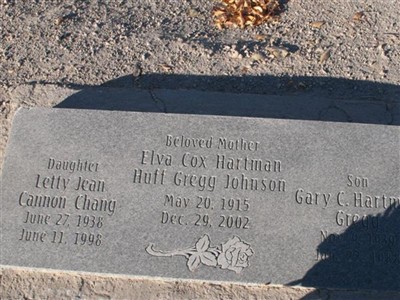 Beloved Mother
Elva Cox Hartman
Huff Gregg Johnson
May 20, 1915
Dec. 29, 2002
Daughter
Letty Jean
Cannon Chang
June 27, 1938
June 11, 1998
Son
Gary C. Hartm
Gregg